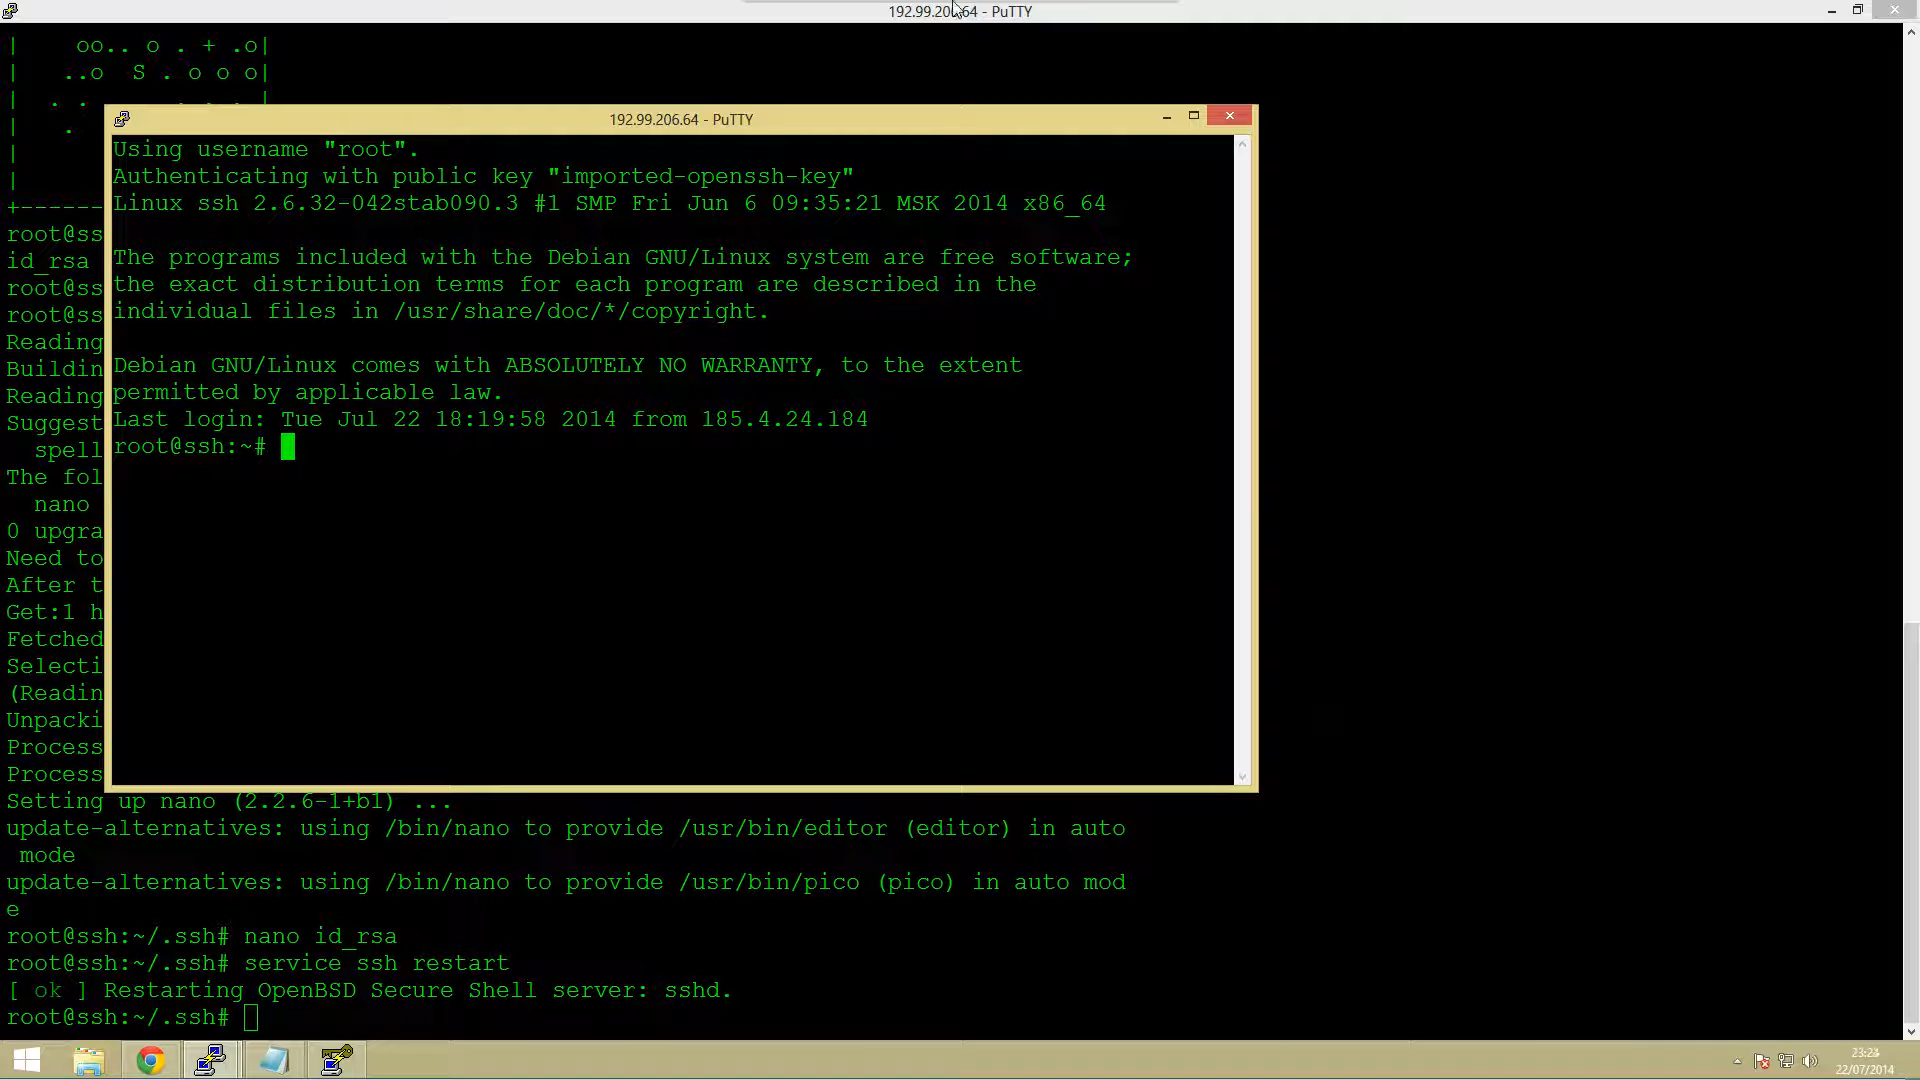 192.99.206.64 - PuTTY
|    oo.. o . + .o|
|   ..o  S . o o o|
|  . .
|   .
|
|
+------
root@ss
id_rsa
root@ss
root@ss
Reading
Buildin
Reading
Suggest
spell
The fol
nano
0 upgra
Need to
After t
Get:1 h
Fetched
Selecti
(Readin
Unpacki
Process
Process
192.99.206.64 - PuTTY
Using username "root".
Authenticating with public key "imported-openssh-key"
Linux ssh 2.6.32-042stab090.3 #1 SMP Fri Jun 6 09:35:21 MSK 2014 x86_64
The programs included with the Debian GNU/Linux system are free software;
the exact distribution terms for each program are described in the
individual files in /usr/share/doc/*/copyright.
Debian GNU/Linux comes with ABSOLUTELY NO WARRANTY, to the extent
permitted by applicable law.
Last login: Tue Jul 22 18:19:58 2014 from 185.4.24.184
root@ssh:~#
Setting up nano (2.2.6-1+b1) ...
update-alternatives: using /bin/nano to provide /usr/bin/editor (editor) in auto
mode
update-alternatives: using /bin/nano to provide /usr/bin/pico (pico) in auto mod
e
root@ssh:~/.ssh# nano id_rsa
root@ssh:~/.ssh# service ssh restart
[ ok ] Restarting OpenBSD Secure Shell server: sshd.
root@ssh:~/.ssh#
23:23
22/07/2014